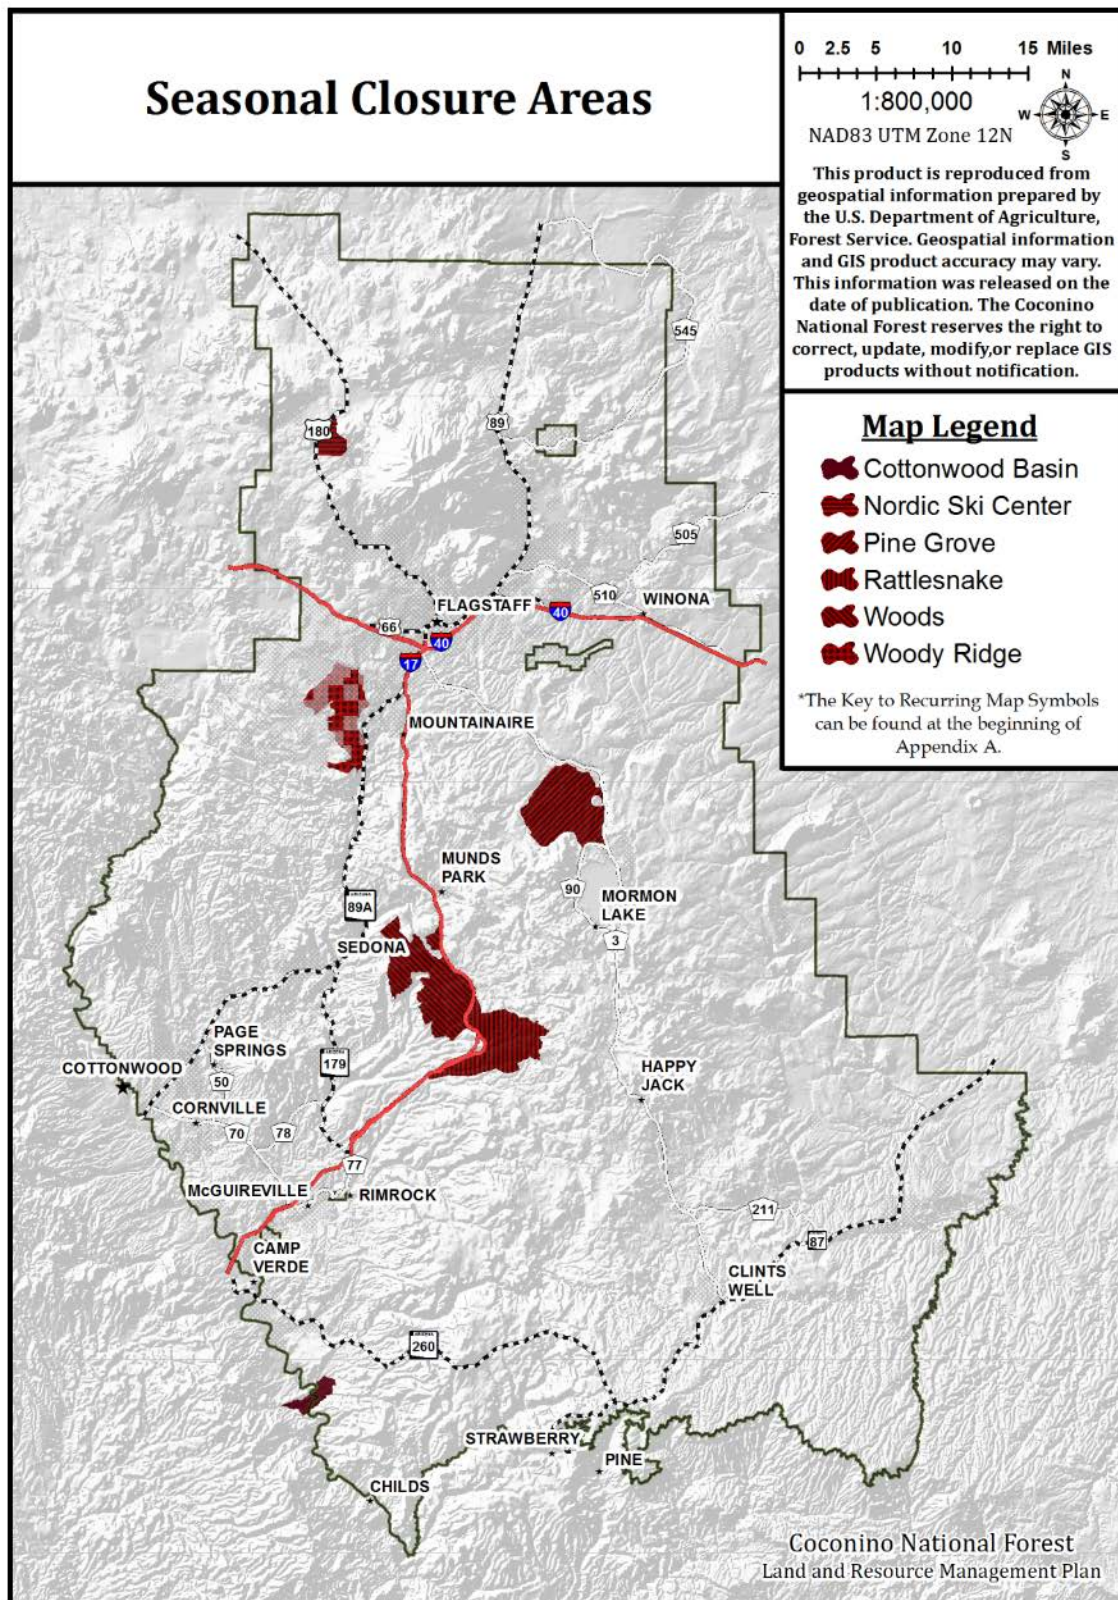 Seasonal Closure Areas
0 2.5 5 10 15 Miles
1:800,000
NAD83 UTM Zone 12N
N
W E
S
This product is reproduced from
geospatial information prepared by
the U.S. Department of Agriculture,
Forest Service. Geospatial information
and GIS product accuracy may vary.
This information was released on the
date of publication. The Coconino
National Forest reserves the right to
correct, update, modify,or replace GIS
products without notification.
Map Legend
Cottonwood Basin
Nordic Ski Center
Pine Grove
Rattlesnake
Woods
Woody Ridge
*The Key to Recurring Map Symbols
can be found at the beginning of
Appendix A.
545
180
89
505
510
WINONA
FLAGSTAFF
40
66
40
17
MOUNTAINAIRE
MUNDS
PARK
90
MORMON
LAKE
ARIZONA
89A
3
SEDONA
PAGE
SPRINGS
COTTONWOOD
ARIZONA
179
50
HAPPY
JACK
CORNVILLE
70
78
77
McGUIREVILLE
RIMROCK
211
87
CAMP
VERDE
CLINTS
WELL
ARIZONA
260
STRAWBERRY
PINE
CHILDS
Coconino National Forest
Land and Resource Management Plan